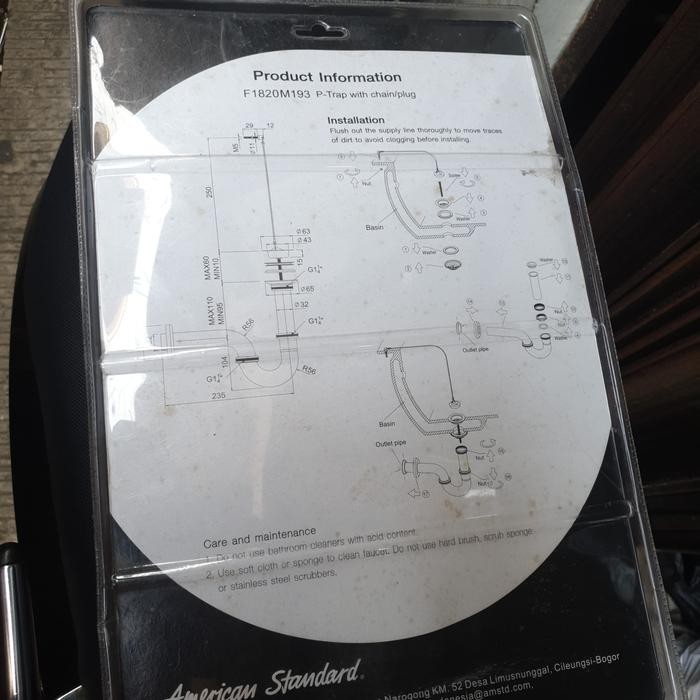 Product Information
F1820M193 P-Trap with chain/plug
Installation
Flush out the supply line thoroughly to move traces
of dirt to avoid clogging before installing.
29 12
M5
Ø11
250
Nut
Screw
Washer
Basin
Washer
Ø63
Ø43
MAX60
MIN10
15
G1¼"
Ø65
MAX110
MIN95
Ø32
G1¼"
R56
104
R56
G1¼"
235
Washer
Nut
Washer
Outlet pipe
Basin
Outlet pipe
Nut
Nut
Care and maintenance
1. Do not use bathroom cleaners with acid content.
2. Use soft cloth or sponge to clean faucet. Do not use hard brush, scrub sponge
or stainless steel scrubbers.
American Standard®
Narogong KM. 52 Desa Limusnunggal, Cileungsi-Bogor
@amstd.com.